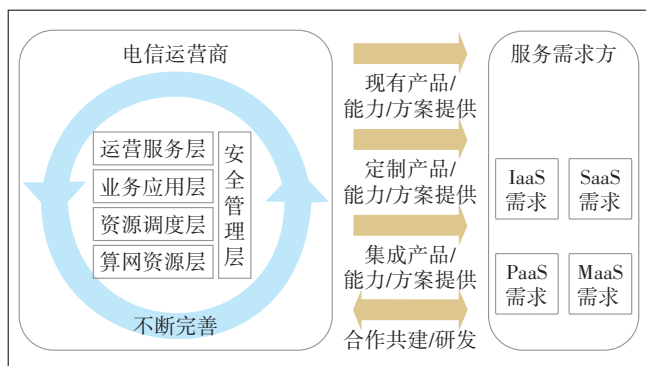 电信运营商
运营服务层
业务应用层
资源调度层
算网资源层
安全管理层
不断完善
现有产品/
能力/方案提供
定制产品/
能力/方案提供
集成产品/
能力/方案提供
合作共建/研发
服务需求方
IaaS
需求
SaaS
需求
PaaS
需求
MaaS
需求